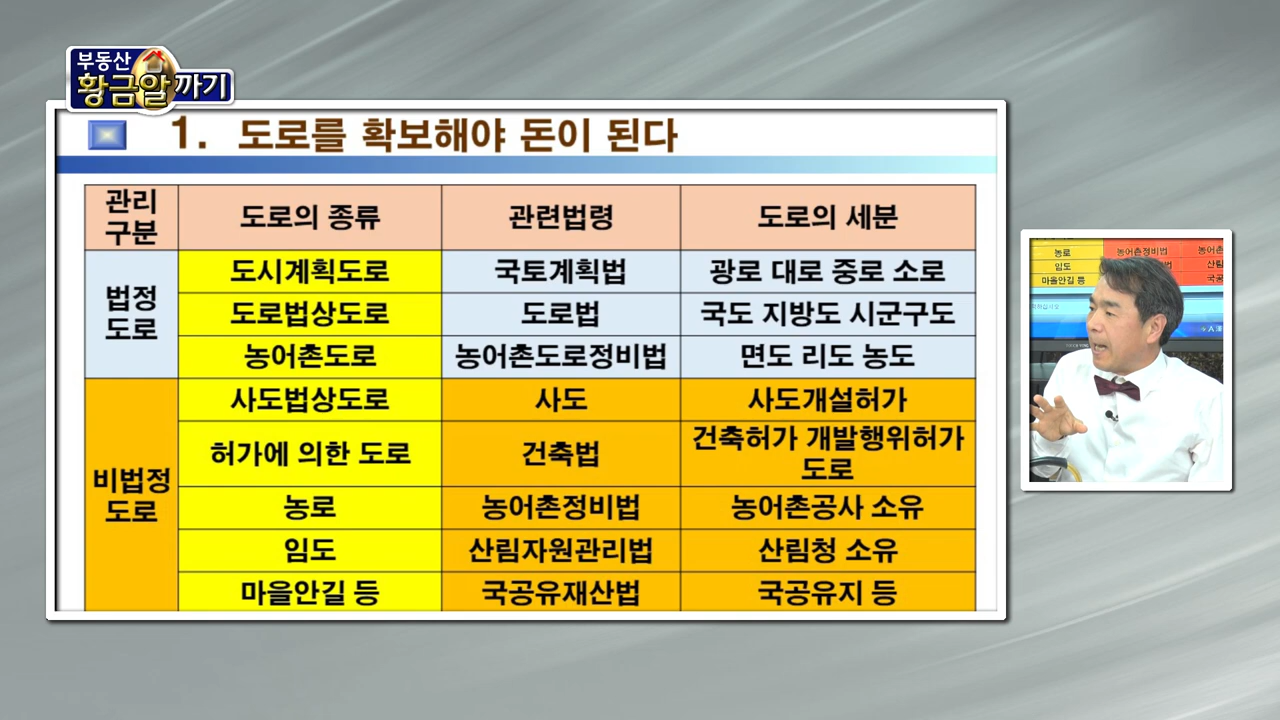 부동산
황금알까기
1. 도로를 확보해야 돈이 된다
관리
구분
도로의 종류
관련법령
도로의 세분
법정
도로
도시계획도로
국토계획법
광로 대로 중로 소로
도로법상도로
도로법
국도 지방도 시군구도
농어촌도로
농어촌도로정비법
면도 리도 농도
비법정
도로
사도법상도로
사도
사도개설허가
허가에 의한 도로
건축법
건축허가 개발행위허가
도로
농로
농어촌정비법
농어촌공사 소유
임도
산림자원관리법
산림청 소유
마을안길 등
국공유재산법
국공유지 등
농로
농어촌정비법
농어촌
임도
산림
마을안길 등
국공